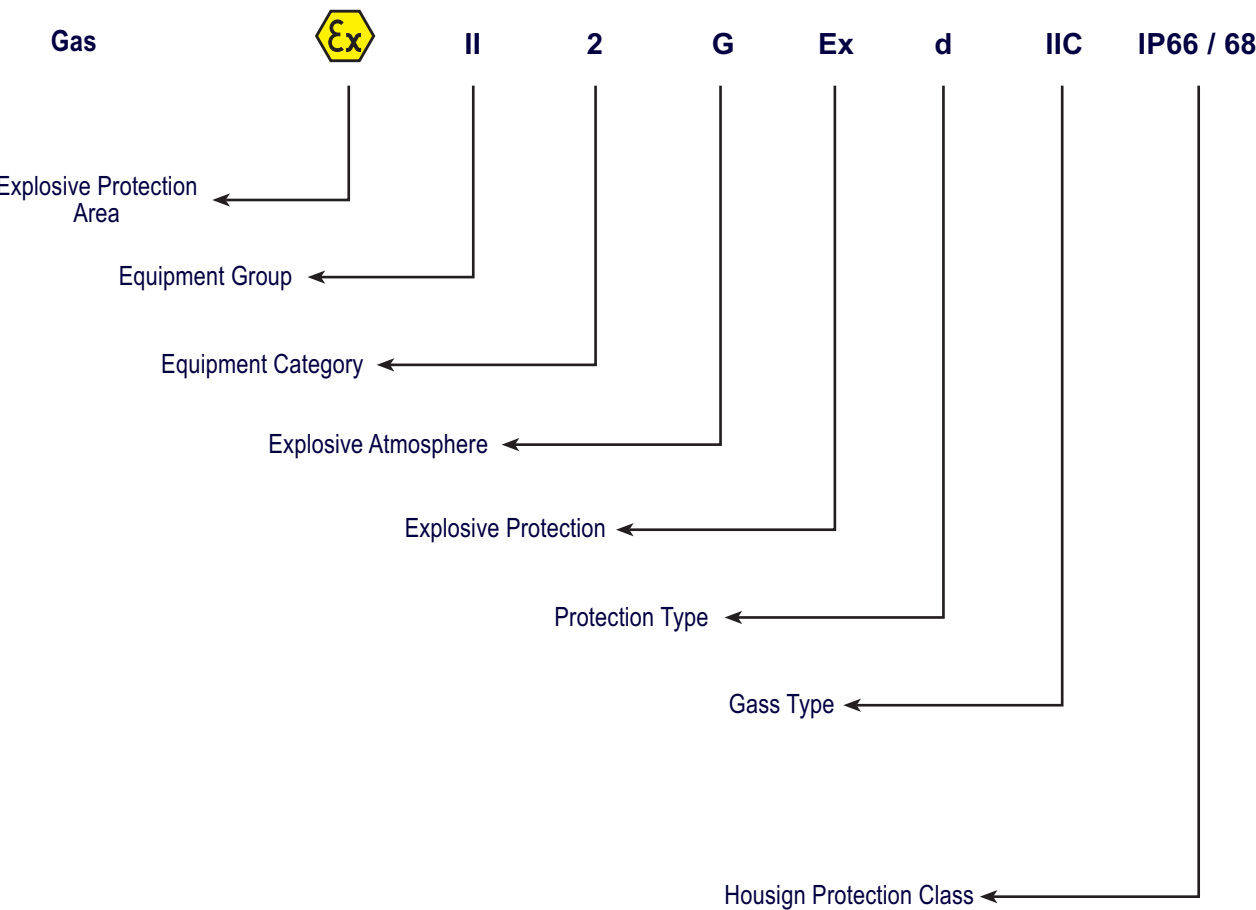 Gas Ex II 2 G Ex d IIC IP66 / 68
Explosive Protection
Area
Equipment Group
Equipment Category
Explosive Atmosphere
Explosive Protection
Protection Type
Gass Type
Housign Protection Class